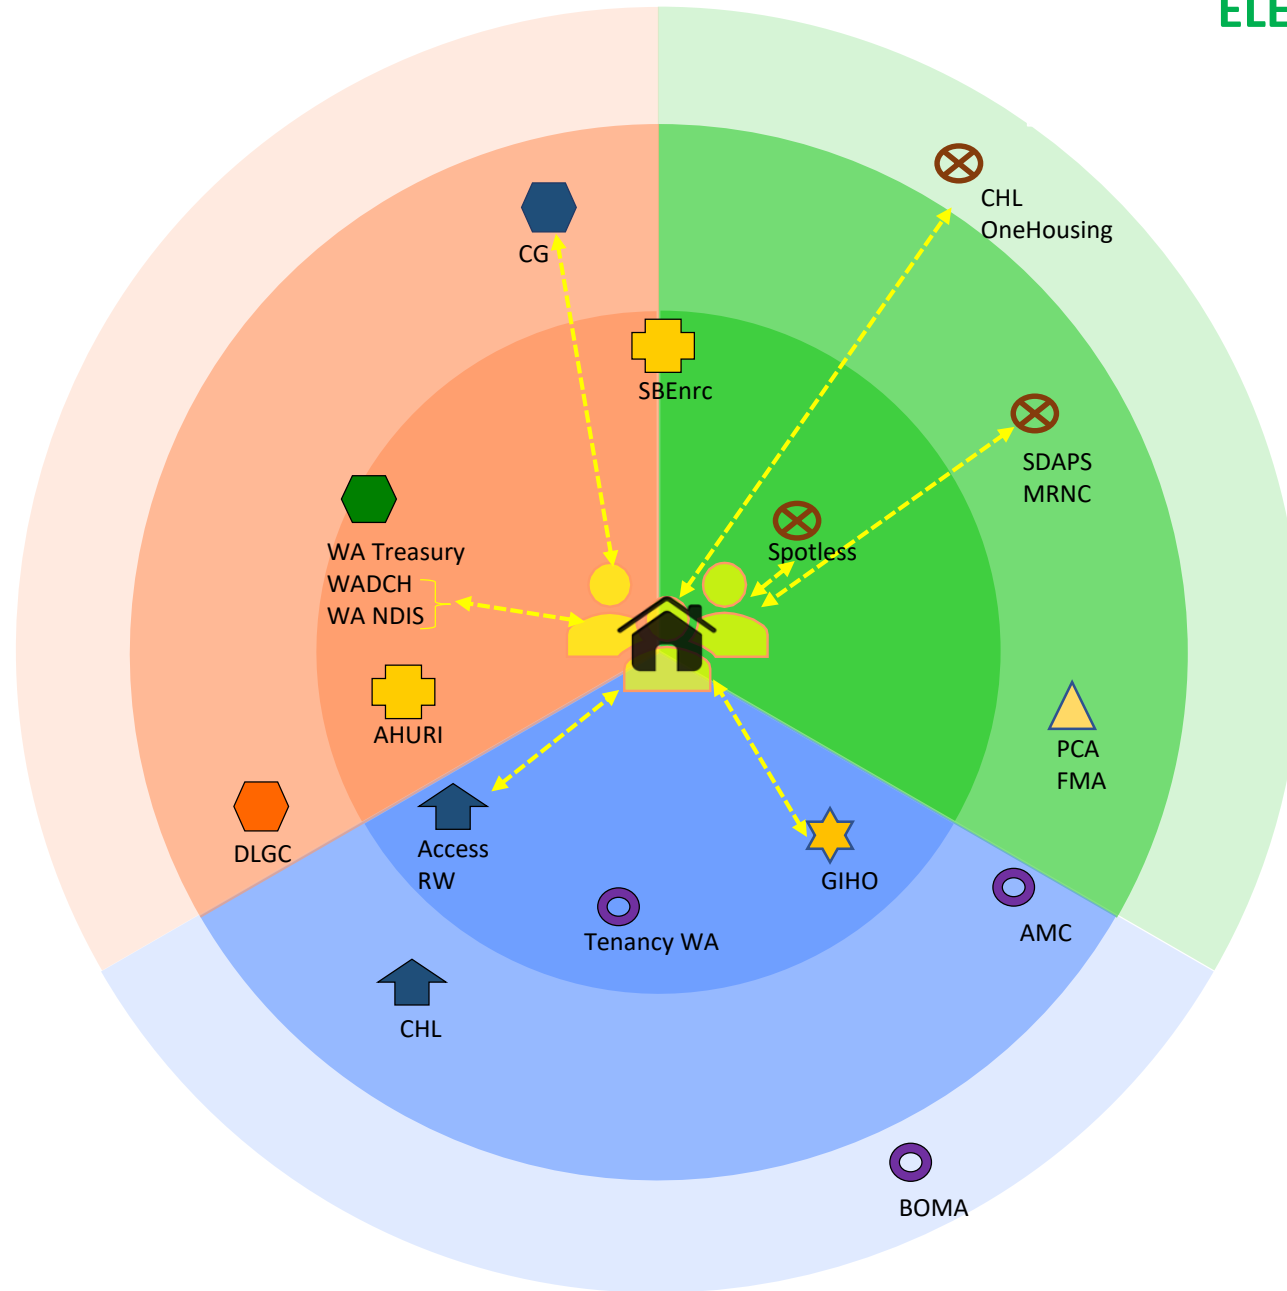 ELE
CHL
OneHousing
CG
SBEnrc
SDAPS
MRNC
Spotless
WA Treasury
WADCH
WA NDIS
AHURI
PCA
FMA
DLGC
Access
RW
GIHO
Tenancy WA
AMC
CHL
BOMA